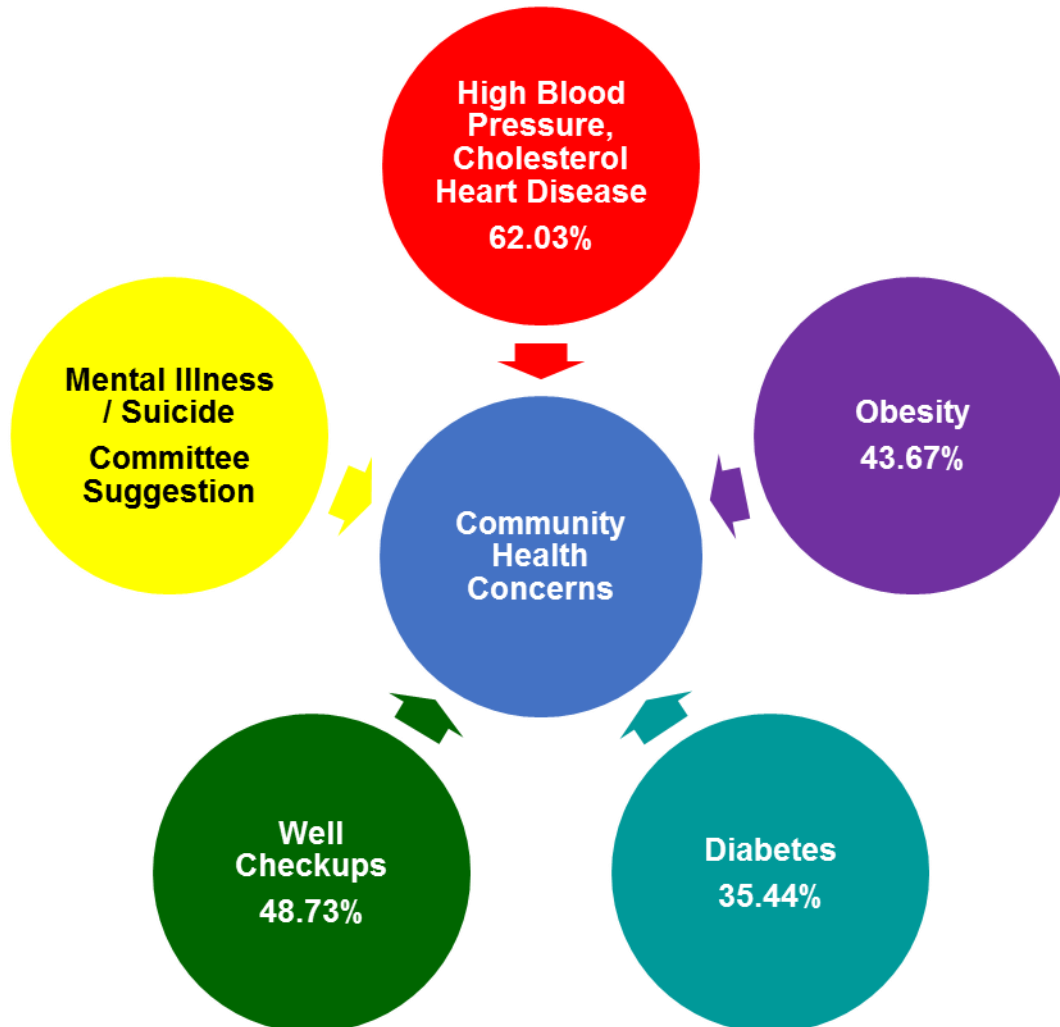 High Blood
Pressure,
Cholesterol
Heart Disease
62.03%
Mental Illness
/ Suicide
Committee
Suggestion
Obesity
43.67%
Community
Health
Concerns
Well
Checkups
48.73%
Diabetes
35.44%